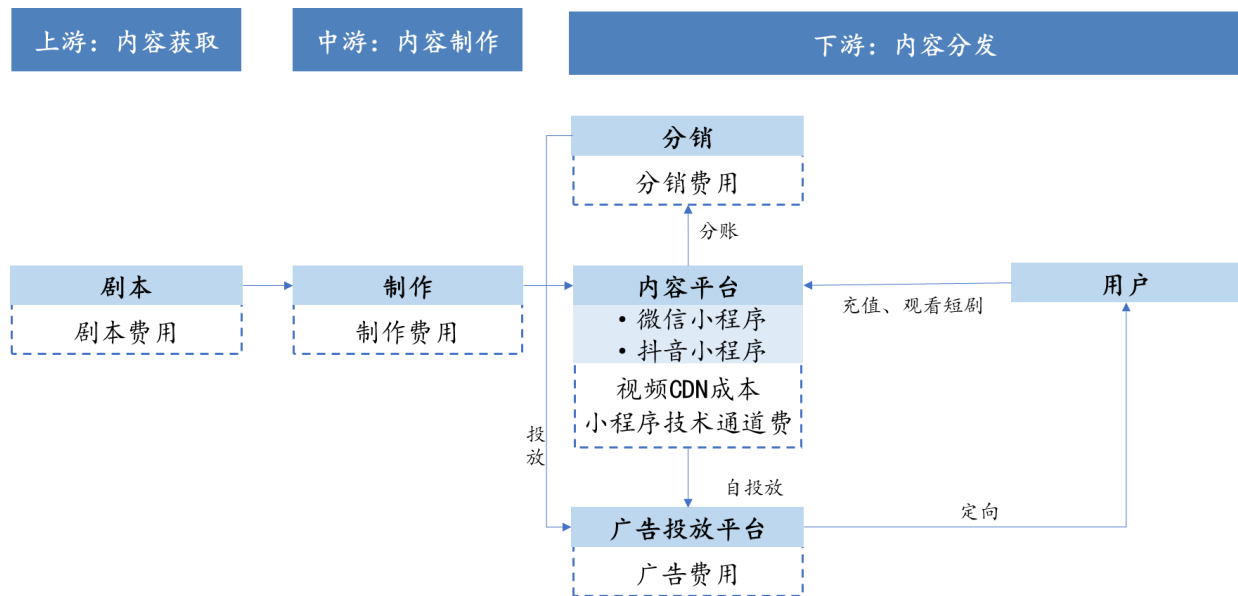 上游：内容获取
中游：内容制作
下游：内容分发
分销
分销费用
分账
剧本
剧本费用
制作
制作费用
内容平台
・微信小程序
・抖音小程序
视频CDN成本
小程序技术通道费
用户
充值、观看短剧
投
放
自投放
定向
广告投放平台
广告费用